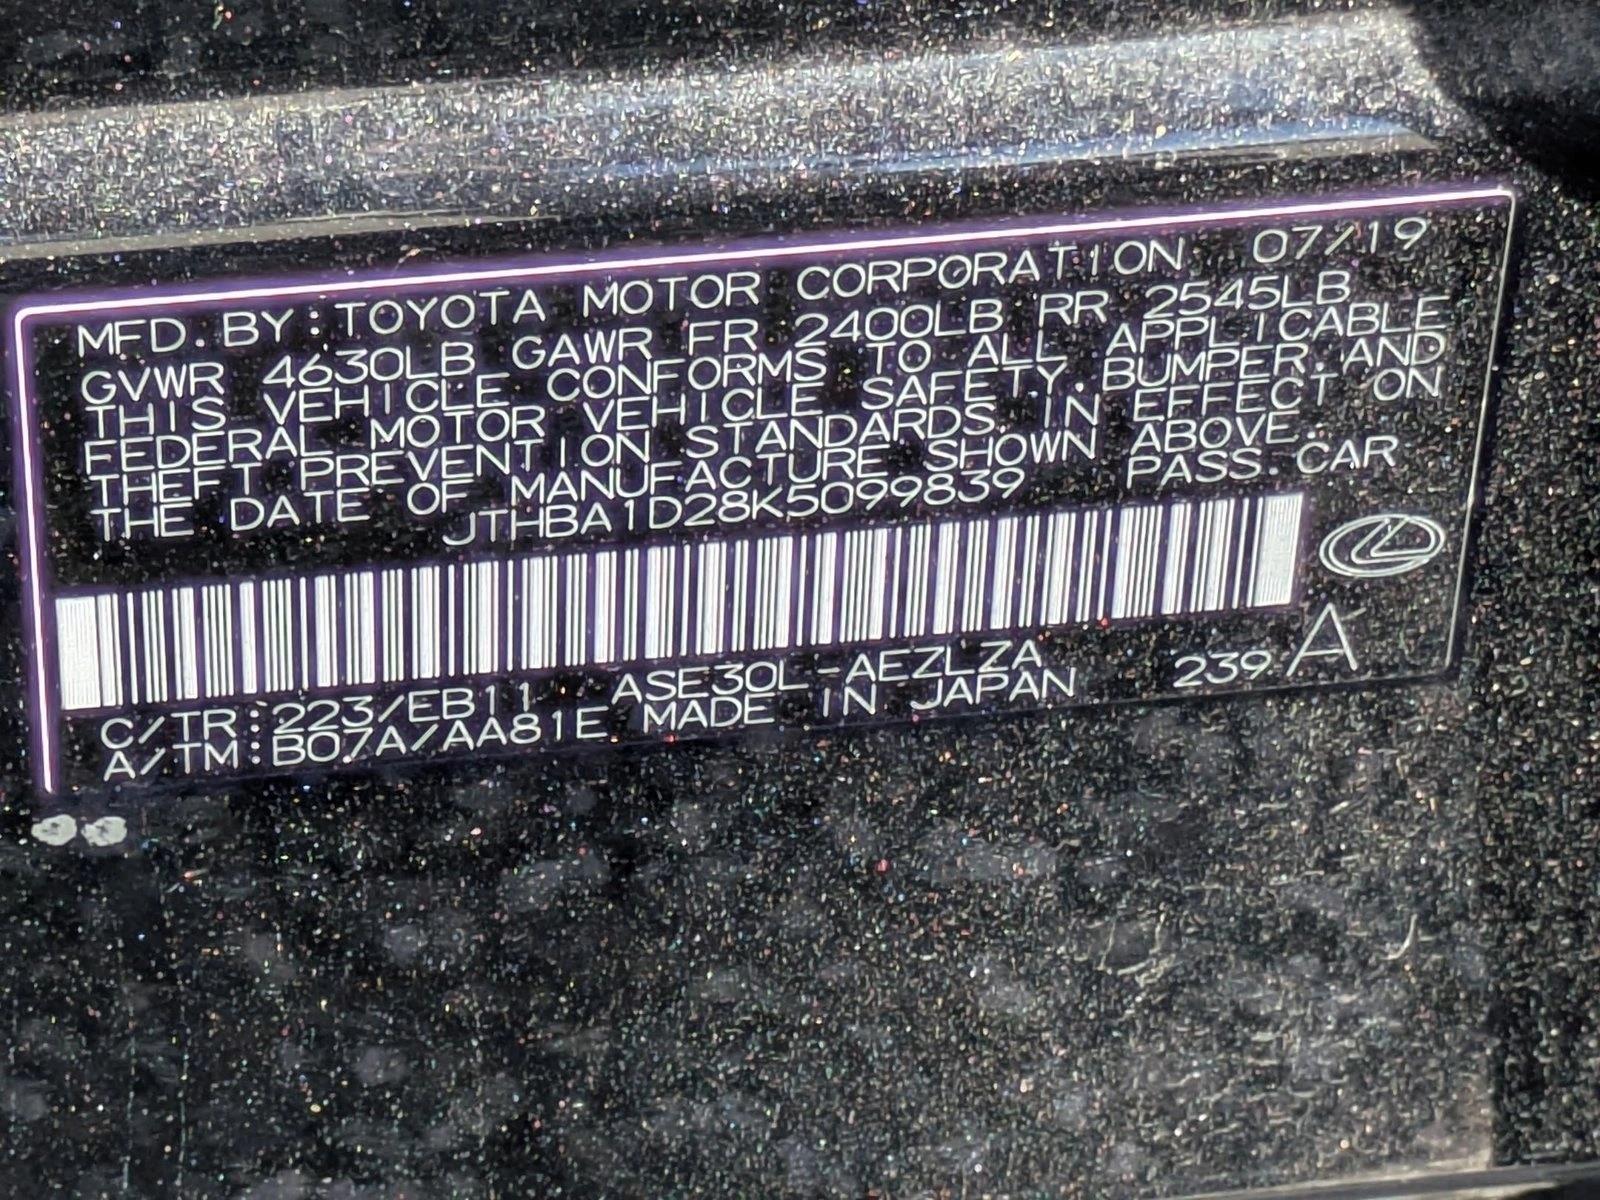 MFD. BY: TOYOTA MOTOR CORPORATION 07/19
GVWR 4630LB GAWR FR 2400LB RR 2545LB
THIS VEHICLE CONFORMS TO ALL APPLICABLE
FEDERAL MOTOR VEHICLE SAFETY, BUMPER, AND
THEFT PREVENTION STANDARDS IN EFFECT ON
THE DATE OF MANUFACTURE SHOWN ABOVE.
JTHBA1D28K5099839 PASS. CAR
C/TR: 223/EB11 ASE30L-AEZLZA 239 A
A/TM: B07A/AA81E MADE IN JAPAN